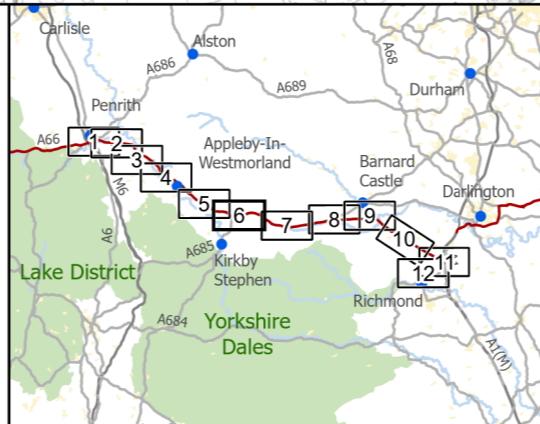 Carlisle
Alston
A686
A689
A68
Durham
Penrith
A66
1
2
3
4
Appleby-In-
Westmorland
Barnard
Castle
Darlington
5
6
7
8
9
10
11
12
M6
A6
A685
Kirkby
Stephen
Lake District
Richmond
A684
Yorkshire
Dales
A1(M)